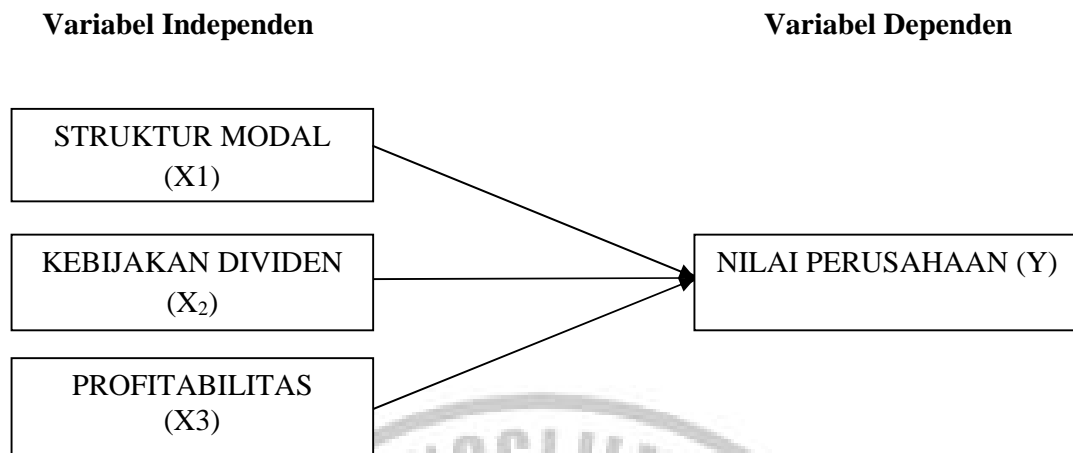 Variabel Independen
Variabel Dependen
STRUKTUR MODAL
(X1)
KEBIJAKAN DIVIDEN
(X₂)
NILAI PERUSAHAAN (Y)
PROFITABILITAS
(X3)